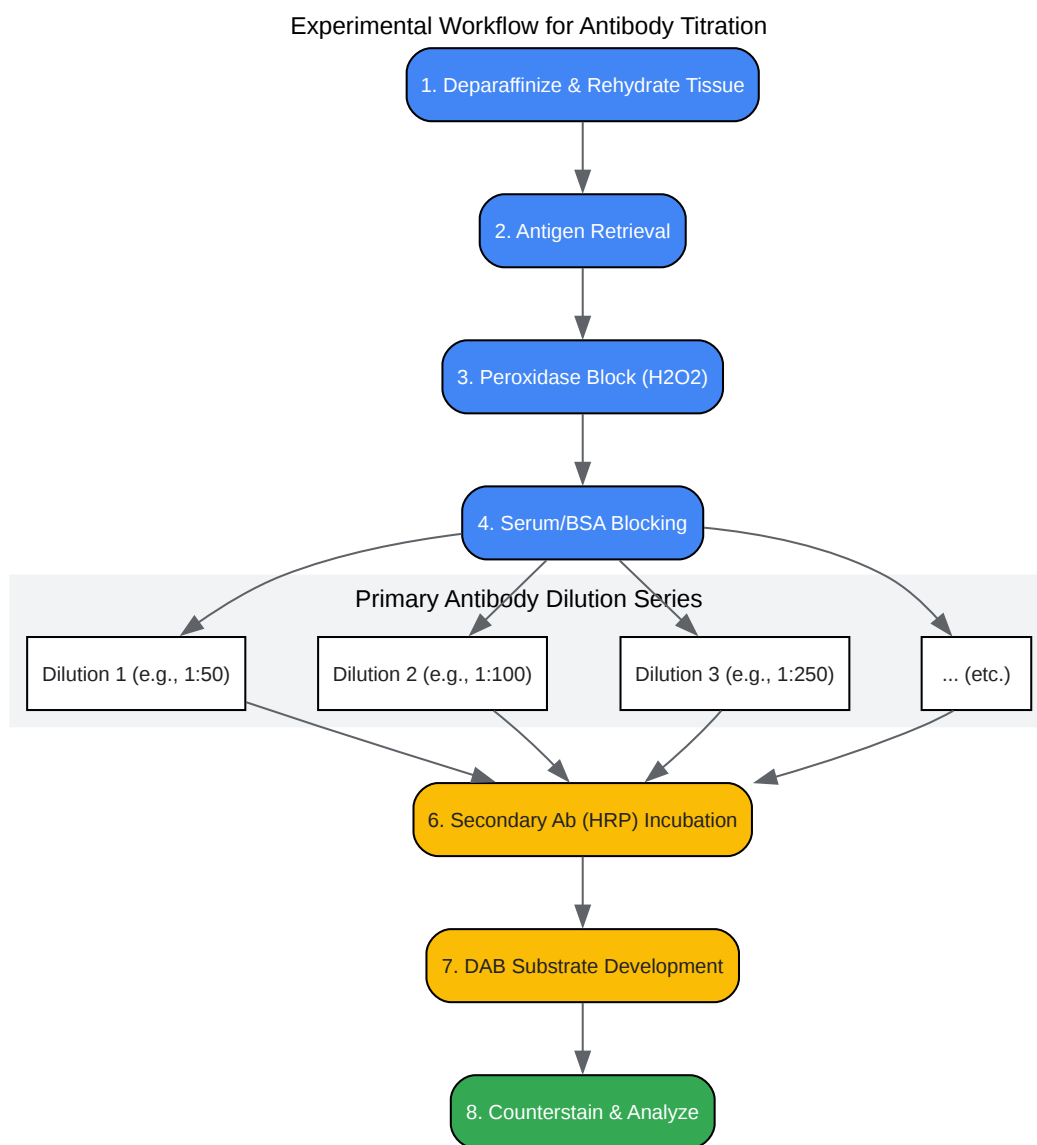 Experimental Workflow for Antibody Titration
1. Deparaffinize & Rehydrate Tissue
2. Antigen Retrieval
3. Peroxidase Block (H2O2)
4. Serum/BSA Blocking
Primary Antibody Dilution Series
Dilution 1 (e.g., 1:50)
Dilution 2 (e.g., 1:100)
Dilution 3 (e.g., 1:250)
... (etc.)
6. Secondary Ab (HRP) Incubation
7. DAB Substrate Development
8. Counterstain & Analyze